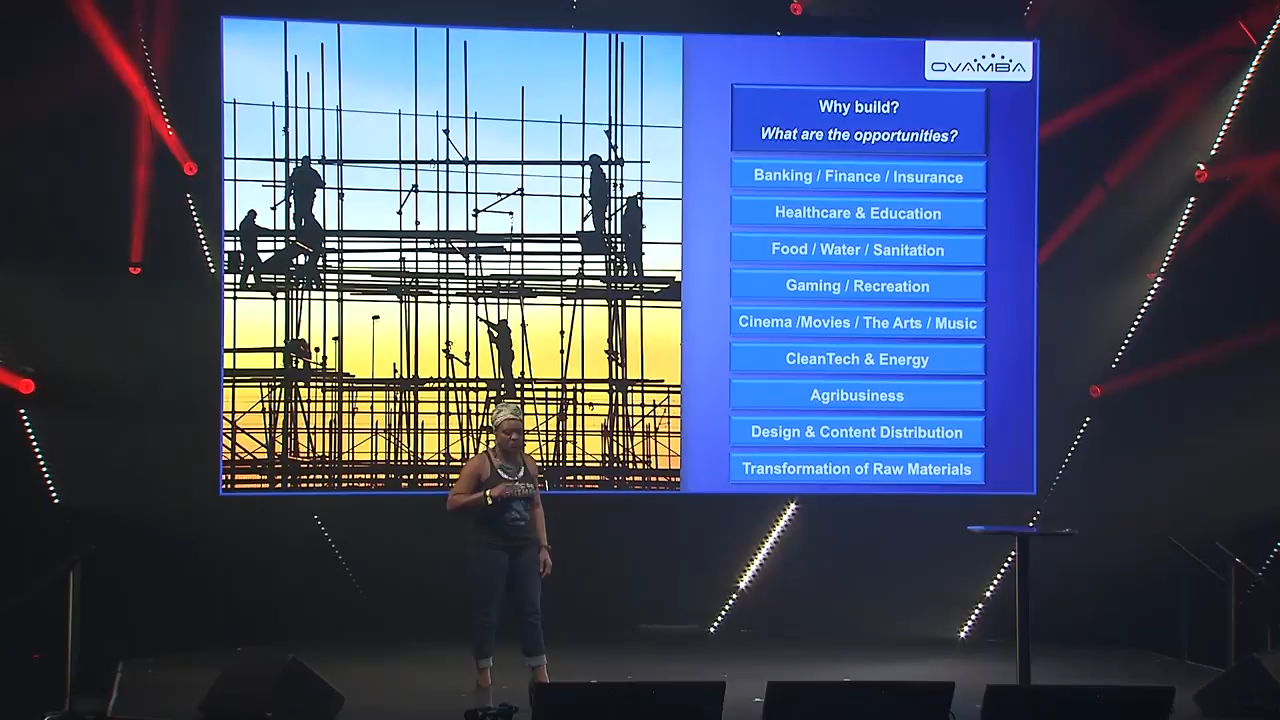 OVAMBA
Why build?
What are the opportunities?
Banking / Finance / Insurance
Healthcare & Education
Food / Water / Sanitation
Gaming / Recreation
Cinema /Movies / The Arts / Music
CleanTech & Energy
Agribusiness
Design & Content Distribution
Transformation of Raw Materials